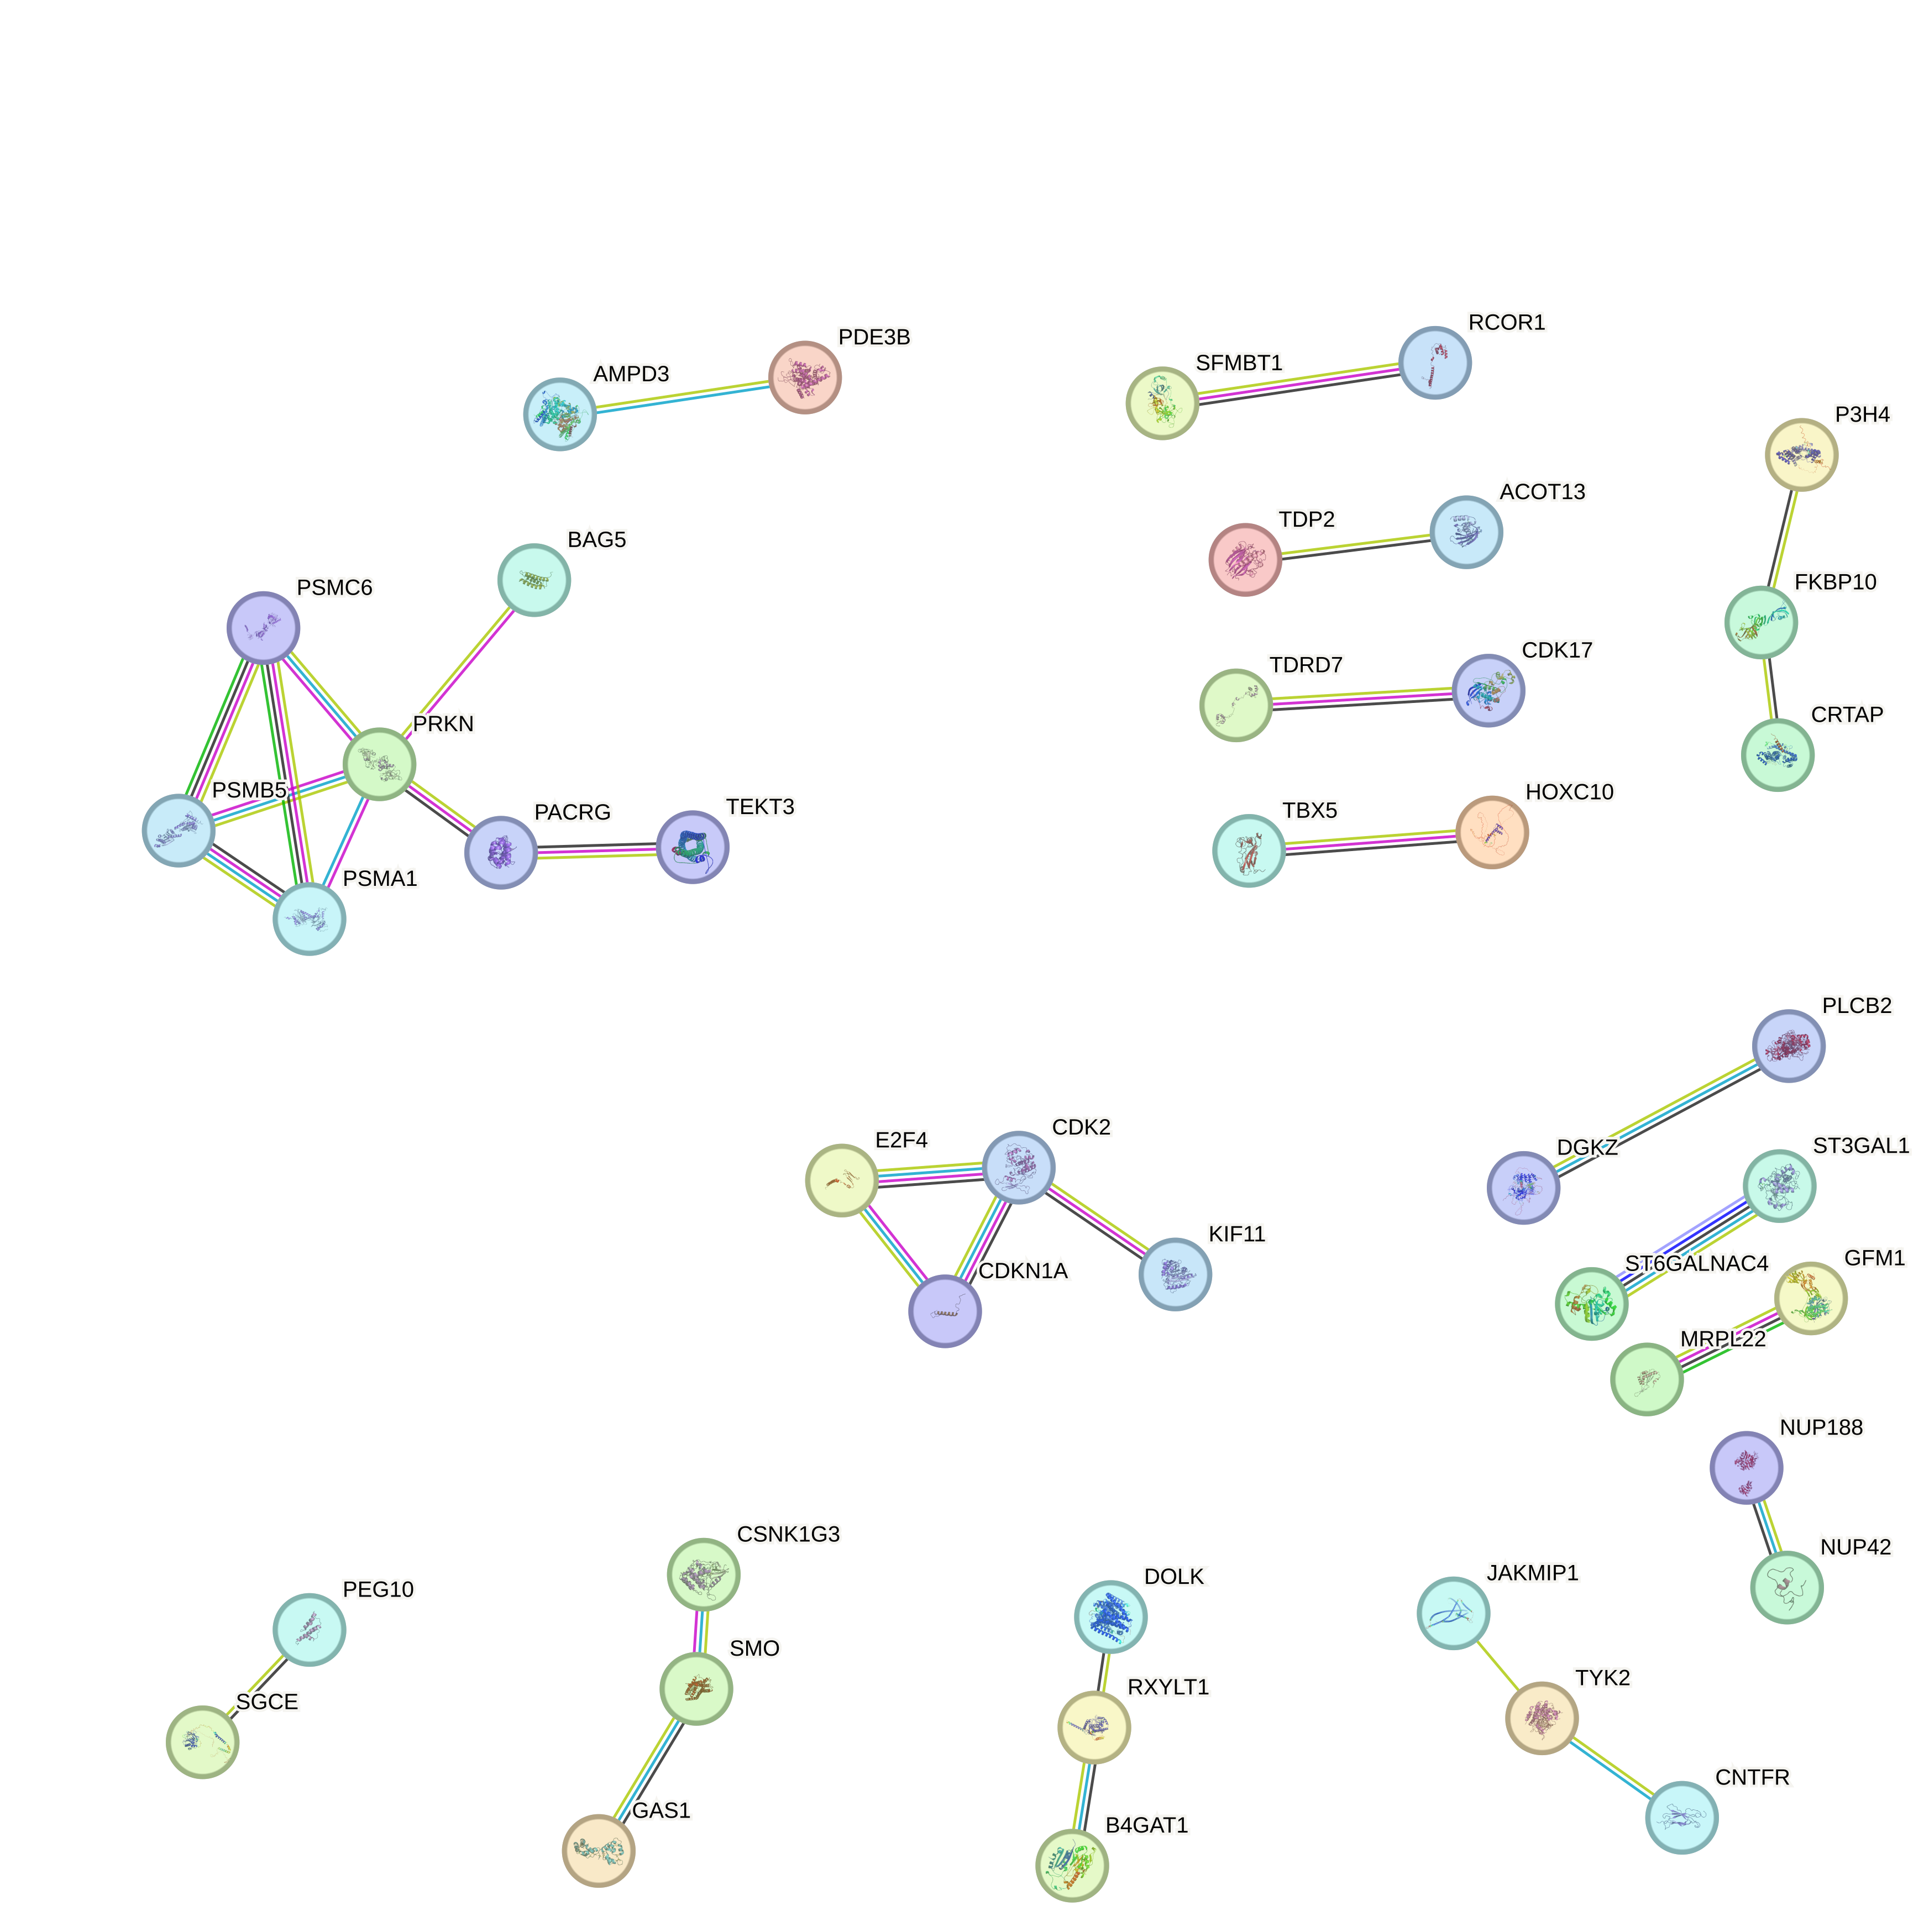 RCOR1
PDE3B
SFMBT1
AMPD3
P3H4
ACOT13
TDP2
BAG5
FKBP10
PSMC6
CDK17
TDRD7
CRTAP
PRKN
PSMB5
HOXC10
TEKT3
TBX5
PACRG
PSMA1
PLCB2
CDK2
E2F4
ST3GAL1
DGKZ
KIF11
GFM1
ST6GALNAC4
CDKN1A
MRPL22
NUP188
CSNK1G3
NUP42
JAKMIP1
DOLK
PEG10
SMO
TYK2
RXYLT1
SGCE
CNTFR
GAS1
B4GAT1